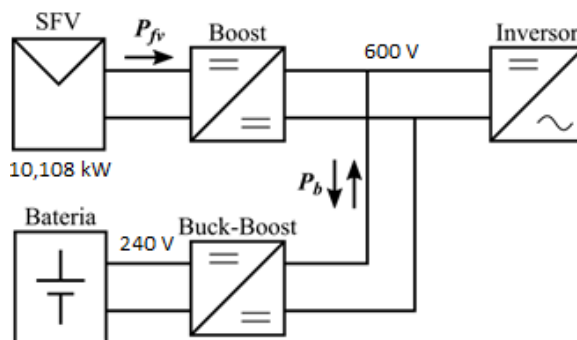 SFV
P_fv
Boost
600 V
Inversor
10,108 kW
P_b
Bateria
240 V
Buck-Boost